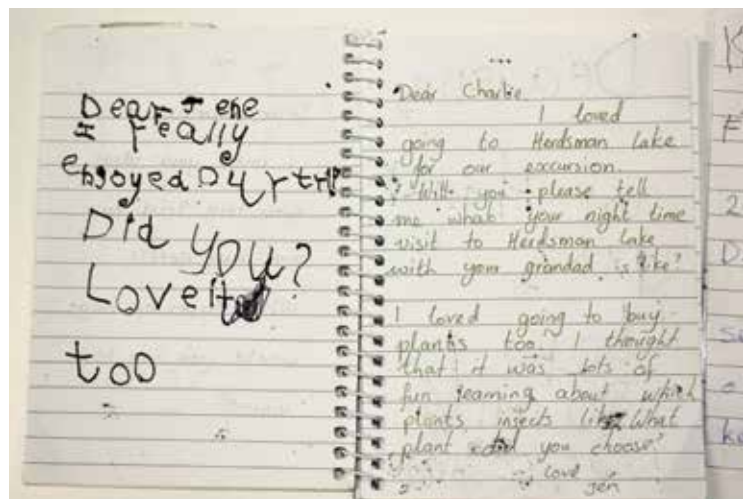 Dear Jene
I really
enjoyed our trip
Did you?
Love it
too
Dear Charlie
I loved
going to Herdsman Lake
for our excursion.
? Will you please tell
me what your night time
visit to Herdsman Lake
with your grandad is like?
I loved going to buy
plants too. I thought
that it was lots of
fun learning about which
plants insects like. What
plant did you choose?
love
Jen